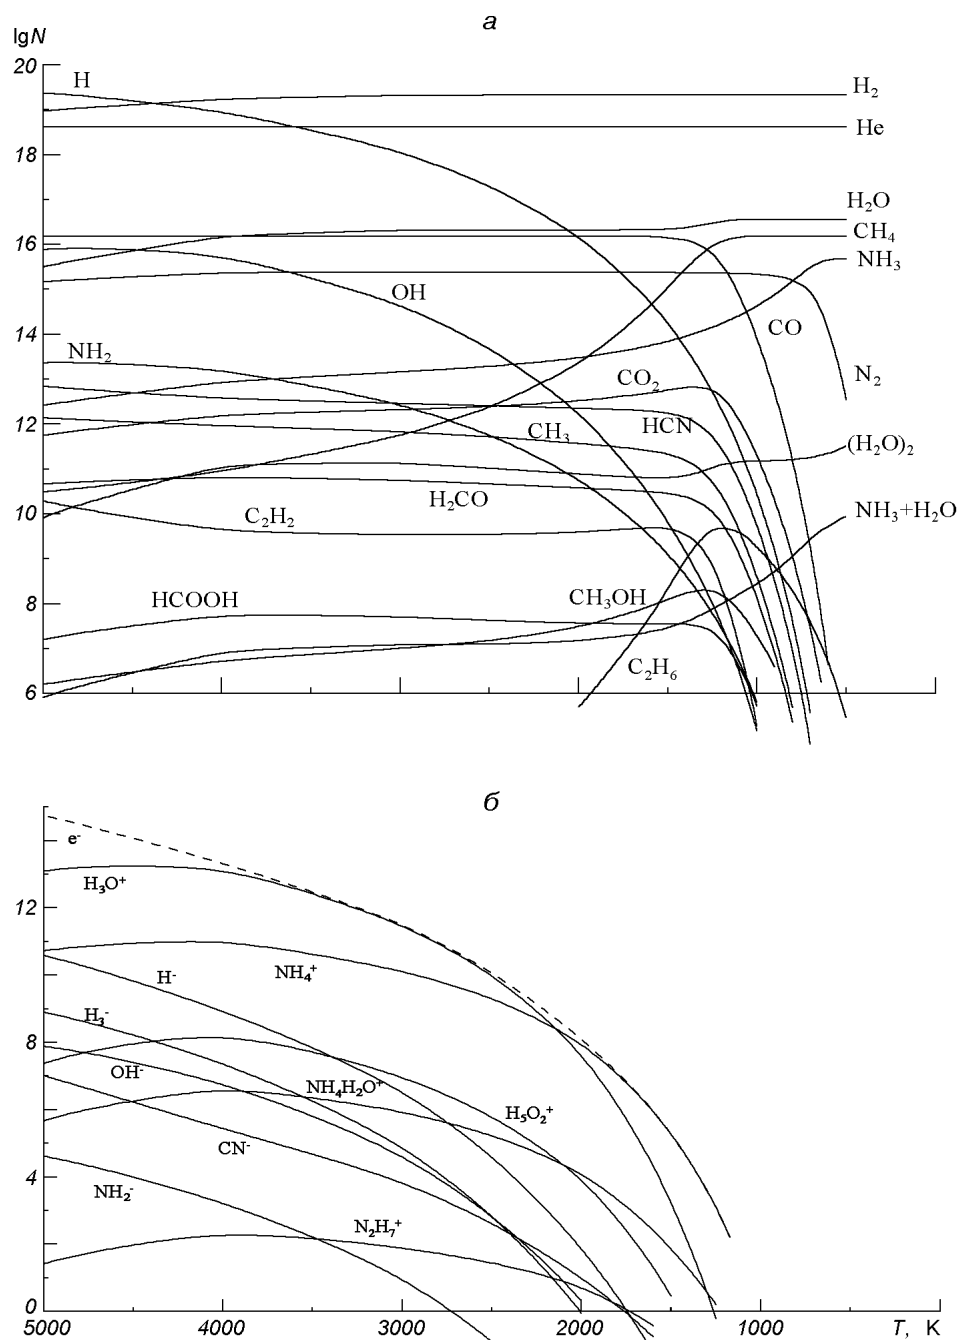 а
lgN
20
H
H₂
He
18
H₂O
CH₄
16
NH₃
OH
CO
14
NH₂
CO₂
N₂
12
CH₃
HCN
(H₂O)₂
H₂CO
NH₃+H₂O
10
C₂H₂
HCOOH
CH₃OH
8
C₂H₆
6
б
e⁻
H₃O⁺
12
NH₄⁺
H⁻
H₃⁻
8
OH⁻
NH₄H₂O⁺
H₅O₂⁺
CN⁻
4
NH₂⁻
N₂H₇⁺
0
5000 4000 3000 2000 1000 T, K